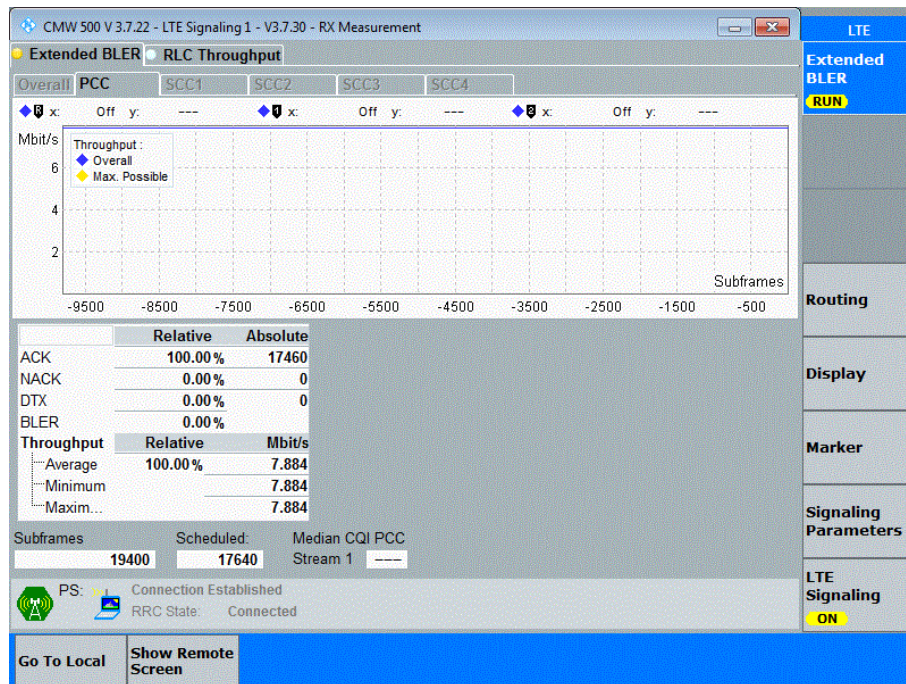 CMW 500 V 3.7.22 - LTE Signaling 1 - V3.7.30 - RX Measurement
LTE
Extended BLER RLC Throughput
Extended
BLER
RUN
Overall PCC SCC1 SCC2 SCC3 SCC4
R x: Off y: --- 1 x: Off y: --- 2 x: Off y: ---
Mbit/s
Throughput :
Overall
Max. Possible
6
4
2
Subframes
-9500 -8500 -7500 -6500 -5500 -4500 -3500 -2500 -1500 -500
Routing
Relative Absolute
ACK 100.00 % 17460
NACK 0.00 % 0
DTX 0.00 % 0
BLER 0.00 %
Throughput Relative Mbit/s
Average 100.00 % 7.884
Minimum 7.884
Maxim... 7.884
Display
Marker
Signaling
Parameters
Subframes Scheduled: Median CQI PCC
19400 17640 Stream 1 ---
LTE
Signaling
ON
PS: Connection Established
RRC State: Connected
Go To Local
Show Remote
Screen